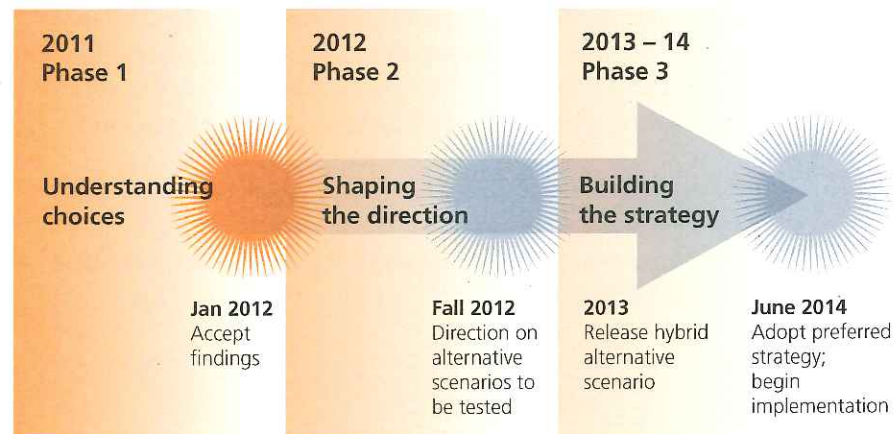 2011
Phase 1
2012
Phase 2
2013 – 14
Phase 3
Understanding
choices
Shaping
the direction
Building
the strategy
Jan 2012
Accept
findings
Fall 2012
Direction on
alternative
scenarios to
be tested
2013
Release hybrid
alternative
scenario
June 2014
Adopt preferred
strategy;
begin
implementation